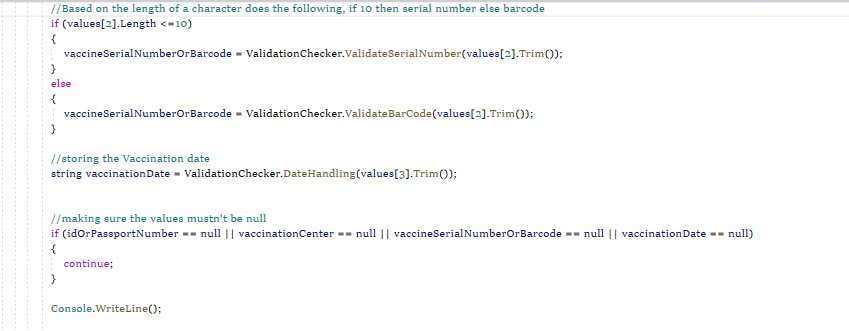 //Based on the length of a character does the following, if 10 then serial number else barcode
if (values[2].Length <=10)
{
vaccineSerialNumberOrBarcode = ValidationChecker.ValidateSerialNumber(values[2].Trim());
}
else
{
vaccineSerialNumberOrBarcode = ValidationChecker.ValidateBarCode(values[2].Trim());
}
//storing the Vaccination date
string vaccinationDate = ValidationChecker.DateHandling(values[3].Trim());
//making sure the values mustn't be null
if (idOrPassportNumber == null || vaccinationCenter == null || vaccineSerialNumberOrBarcode == null || vaccinationDate == null)
{
continue;
}
Console.WriteLine();